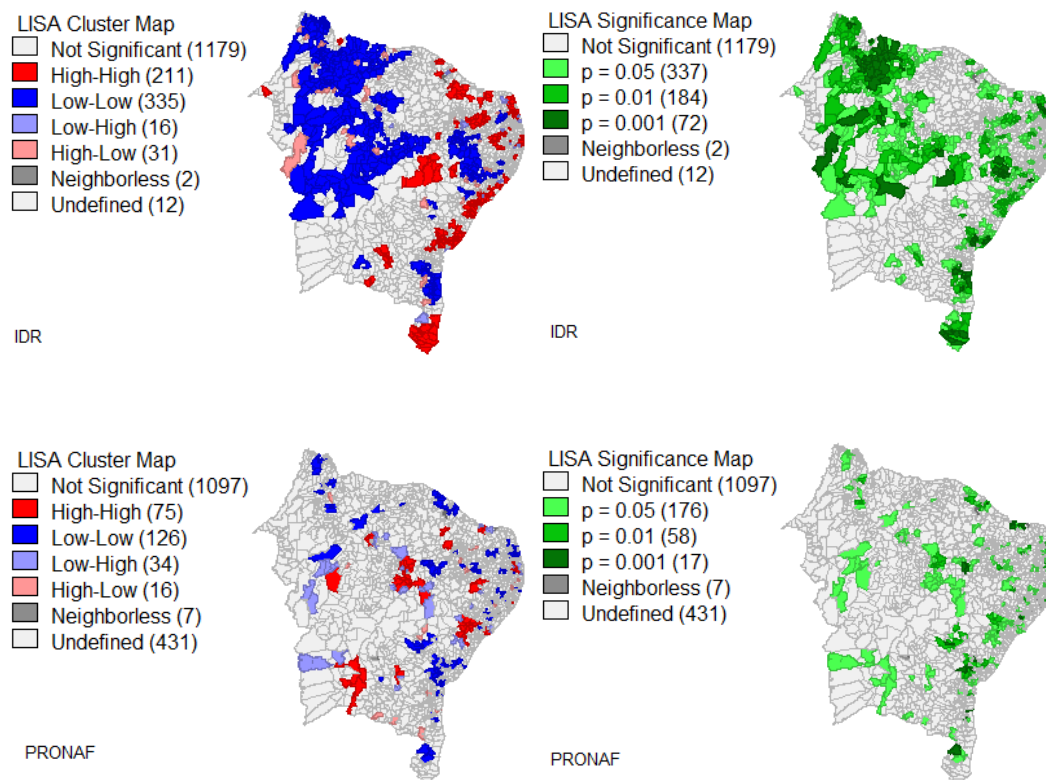 LISA Cluster Map
Not Significant (1179)
High-High (211)
Low-Low (335)
Low-High (16)
High-Low (31)
Neighborless (2)
Undefined (12)
IDR
LISA Significance Map
Not Significant (1179)
p = 0.05 (337)
p = 0.01 (184)
p = 0.001 (72)
Neighborless (2)
Undefined (12)
IDR
LISA Cluster Map
Not Significant (1097)
High-High (75)
Low-Low (126)
Low-High (34)
High-Low (16)
Neighborless (7)
Undefined (431)
PRONAF
LISA Significance Map
Not Significant (1097)
p = 0.05 (176)
p = 0.01 (58)
p = 0.001 (17)
Neighborless (7)
Undefined (431)
PRONAF